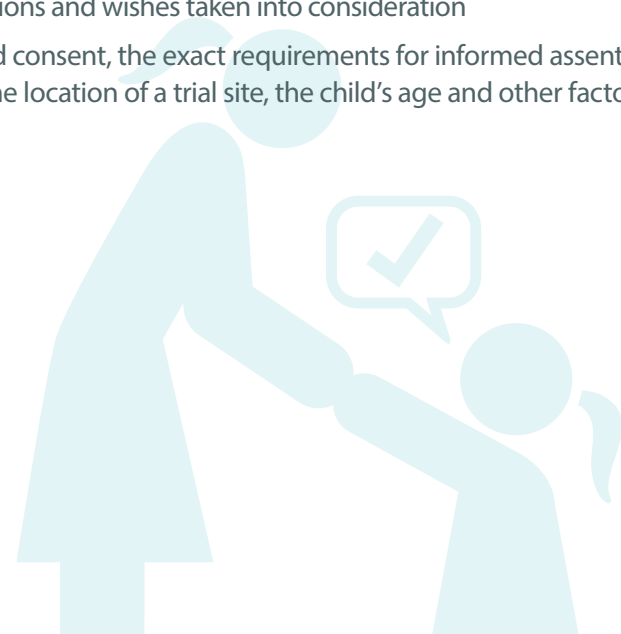 ions and wishes taken into consideration
d consent, the exact requirements for informed assent
e location of a trial site, the child’s age and other facto